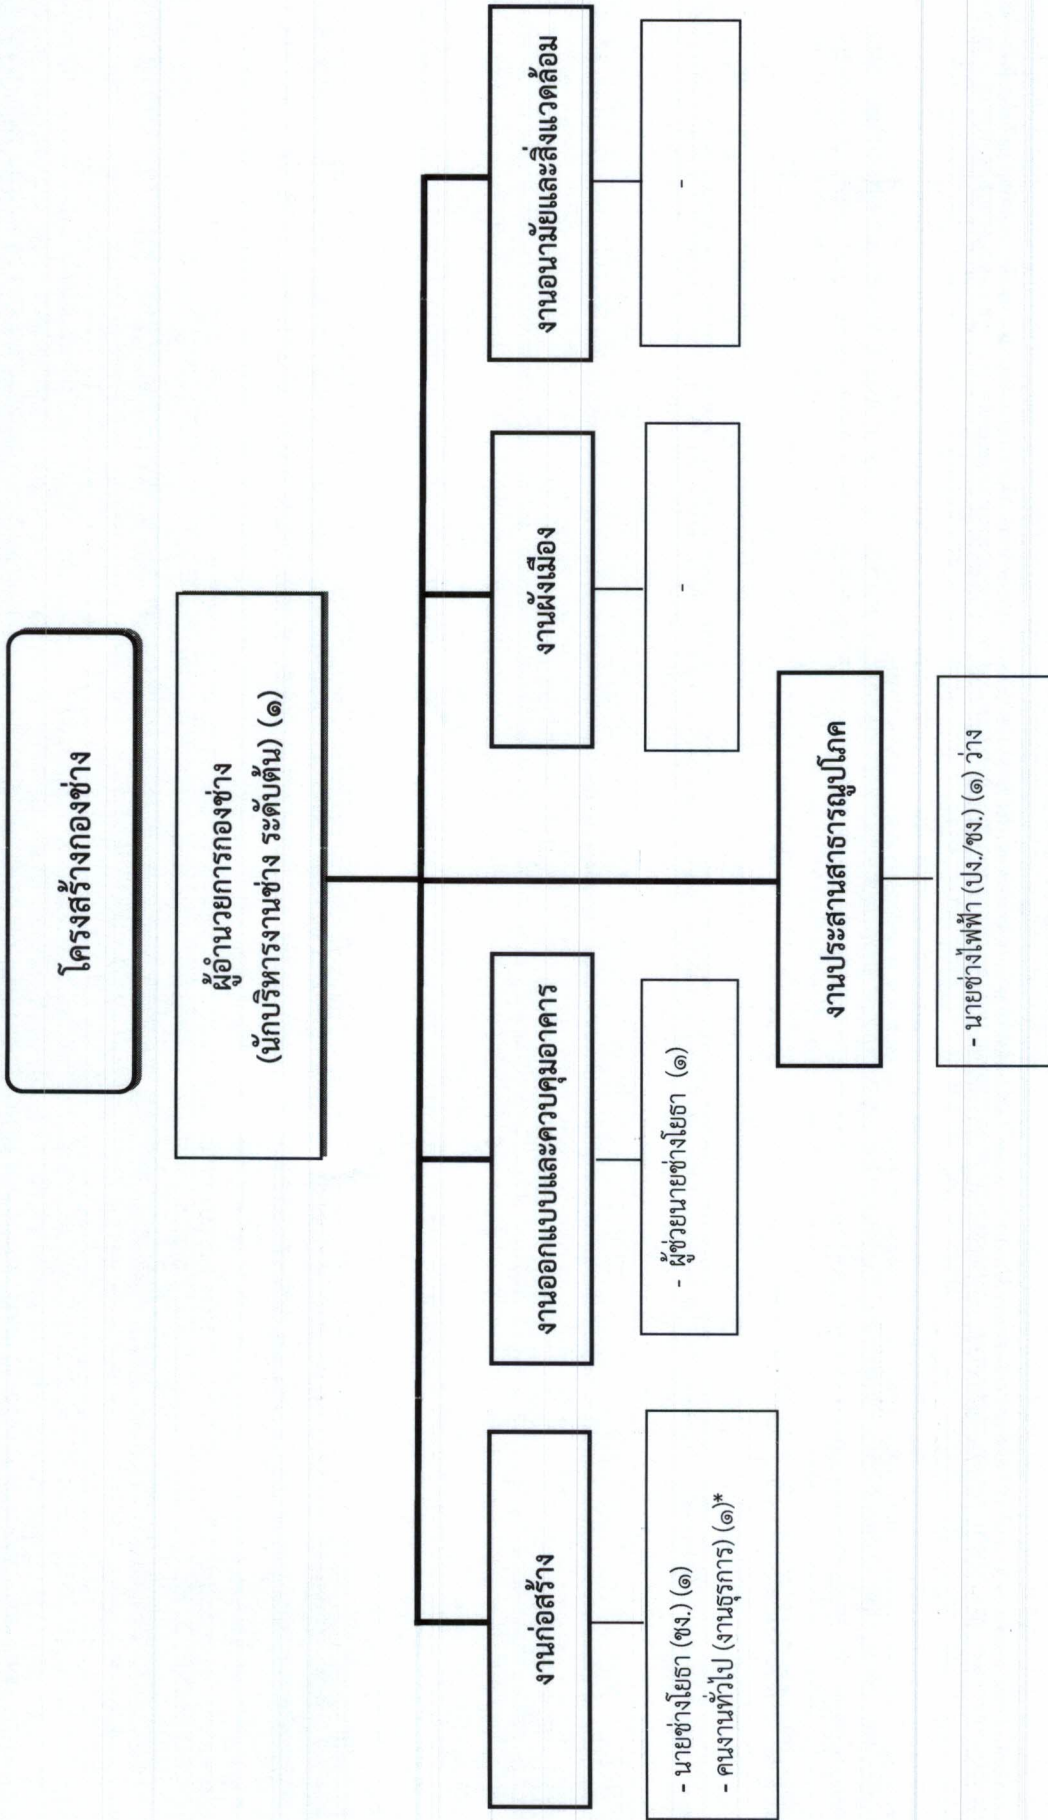 โครงสร้างกองช่าง
ผู้อำนวยการกองช่าง
(นักบริหารงานช่าง ระดับต้น) (๑)
งานก่อสร้าง
งานออกแบบและควบคุมอาคาร
งานผังเมือง
งานอนามัยและสิ่งแวดล้อม
- นายช่างโยธา (ชง.) (๑)
- คนงานทั่วไป (งานธุรการ) (๑)*
- ผู้ช่วยนายช่างโยธา (๑)
-
-
งานประสานสาธารณูปโภค
- นายช่างไฟฟ้า (ปง./ชง.) (๑) ว่าง